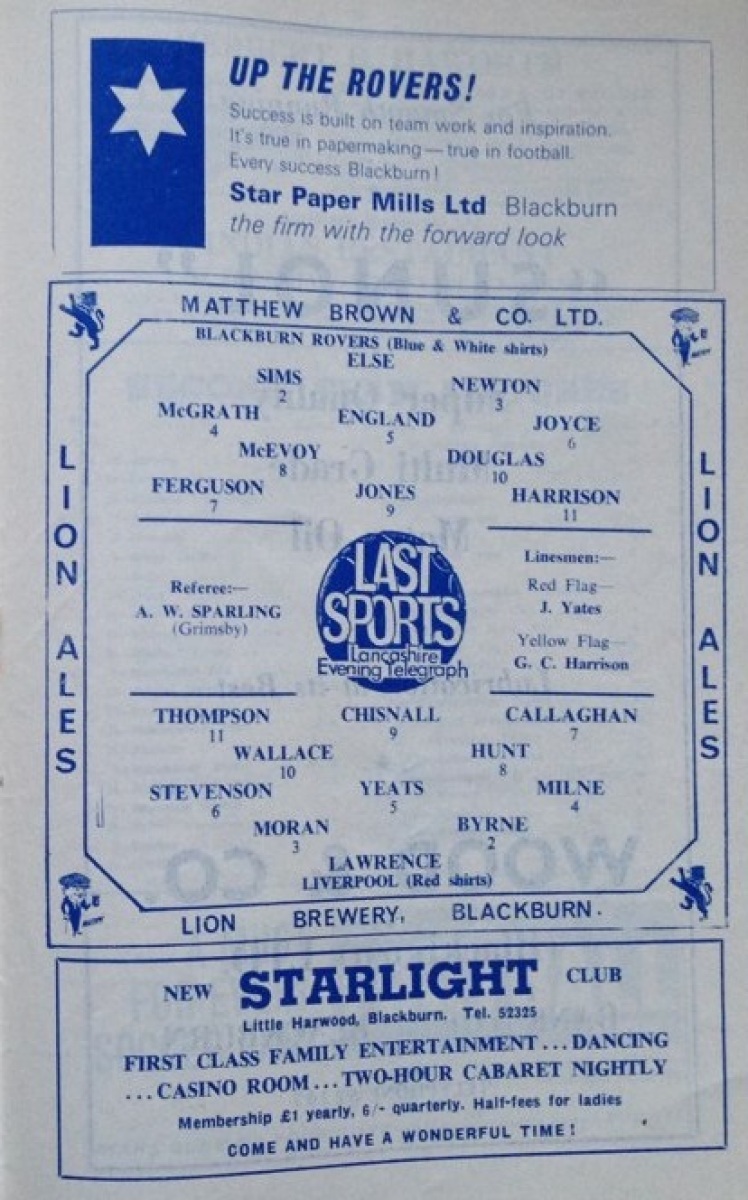 UP THE ROVERS!
Success is built on team work and inspiration.
It's true in papermaking — true in football.
Every success Blackburn!
Star Paper Mills Ltd Blackburn
the firm with the forward look
MATTHEW BROWN & CO. LTD.
BLACKBURN ROVERS (Blue & White shirts)
ELSE
SIMS NEWTON
2 3
McGRATH ENGLAND JOYCE
4 5 6
McEVOY DOUGLAS
8 10
FERGUSON JONES HARRISON
7 9 11
LION ALES
LION ALES
Referee:—
A. W. SPARLING
(Grimsby)
LAST
SPORTS
Lancashire
Evening Telegraph
Linesmen:—
Red Flag—
J. Yates
Yellow Flag—
G. C. Harrison
THOMPSON CHISNALL CALLAGHAN
11 9 7
WALLACE HUNT
10 8
STEVENSON YEATS MILNE
6 5 4
MORAN BYRNE
3 2
LAWRENCE
LIVERPOOL (Red shirts)
LION BREWERY, BLACKBURN.
NEW STARLIGHT CLUB
Little Harwood, Blackburn. Tel. 52325
FIRST CLASS FAMILY ENTERTAINMENT ... DANCING
... CASINO ROOM ... TWO-HOUR CABARET NIGHTLY
Membership £1 yearly, 6/- quarterly. Half-fees for ladies
COME AND HAVE A WONDERFUL TIME!